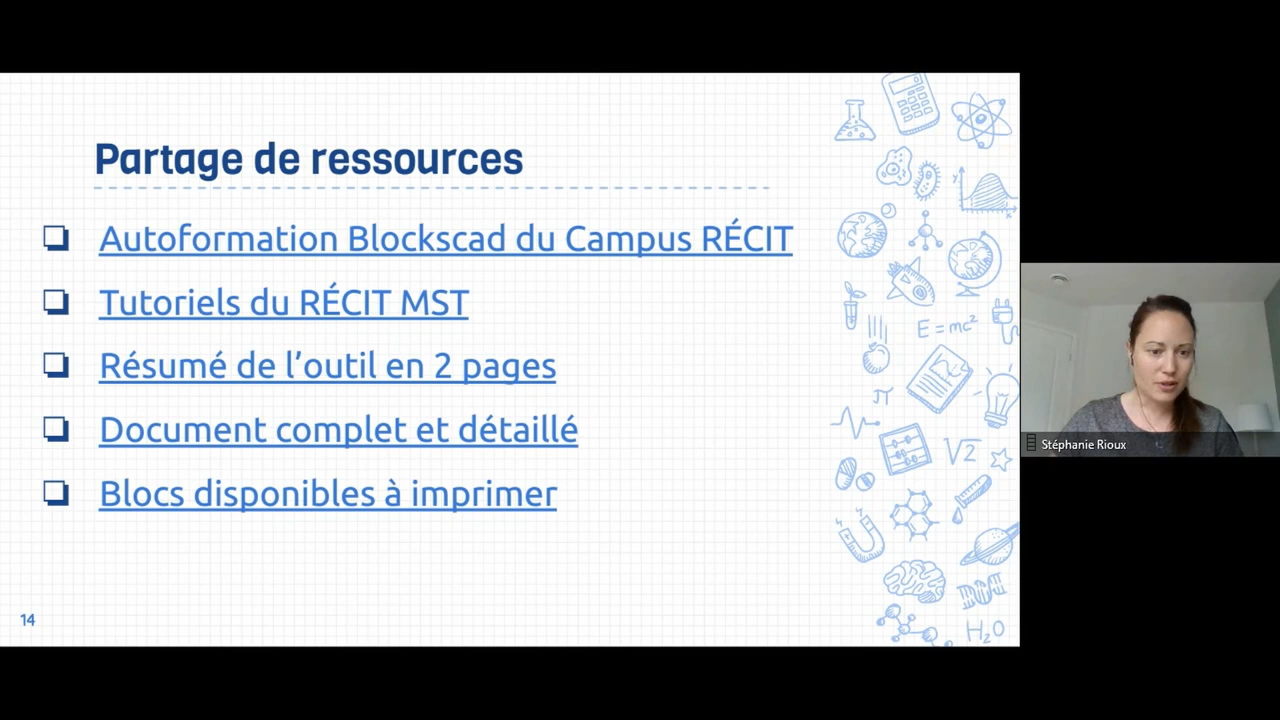 Partage de ressources
Autoformation Blockscad du Campus RÉCIT
Tutoriels du RÉCIT MST
Résumé de l’outil en 2 pages
Document complet et détaillé
Blocs disponibles à imprimer
14
y
x
E=mc²
π
√2
H₂O
Stéphanie Rioux